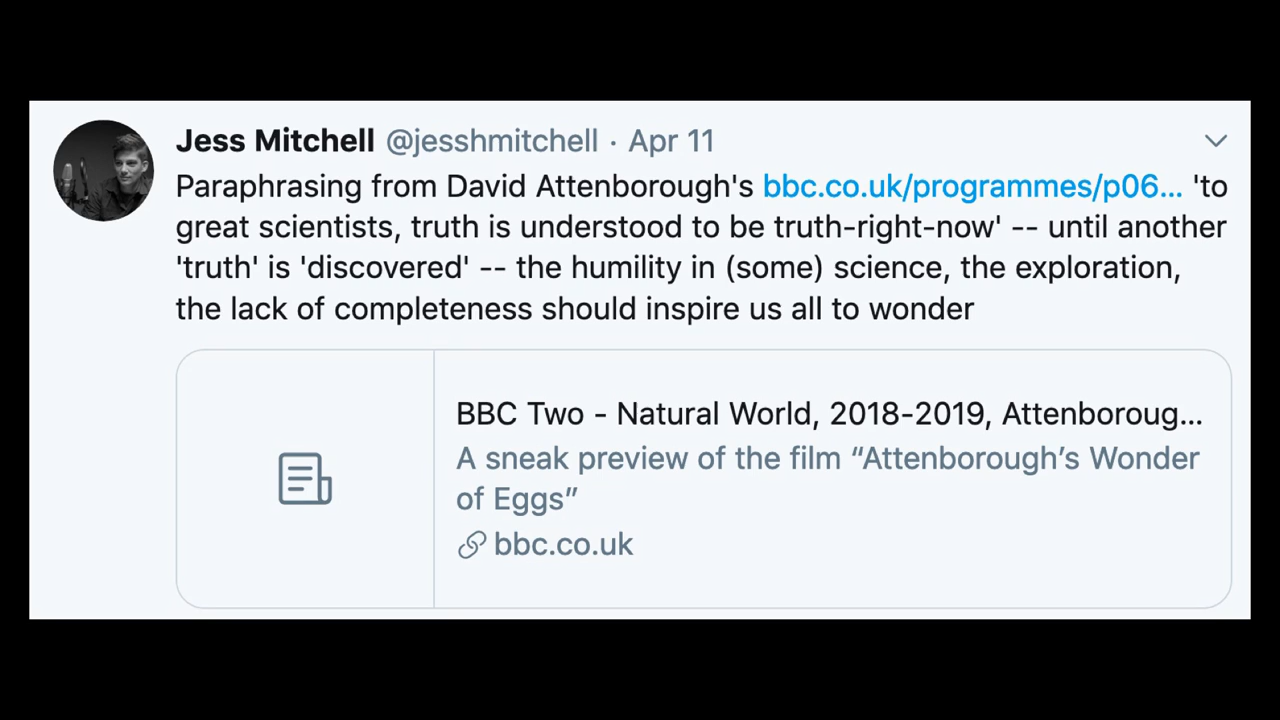 Jess Mitchell @jesshmitchell · Apr 11
Paraphrasing from David Attenborough's bbc.co.uk/programmes/p06... 'to
great scientists, truth is understood to be truth-right-now' -- until another
'truth' is 'discovered' -- the humility in (some) science, the exploration,
the lack of completeness should inspire us all to wonder
BBC Two - Natural World, 2018-2019, Attenboroug...
A sneak preview of the film “Attenborough’s Wonder
of Eggs”
bbc.co.uk